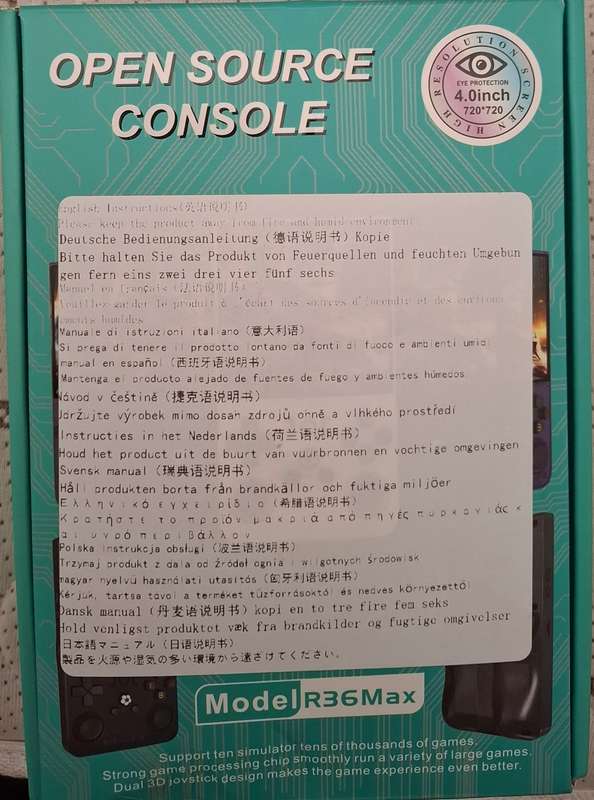 OPEN SOURCE
CONSOLE
HIGH RESOLUTION SCREEN
EYE PROTECTION
4.0inch
720*720
English Instructions(英语说明书)
Please keep the product away from fire and humid environment
Deutsche Bedienungsanleitung（德语说明书）Kopie
Bitte halten Sie das Produkt von Feuerquellen und feuchten Umgebun
gen fern eins zwei drei vier fünf sechs
Manuel en français（法语说明书）
Veuillez garder le produit à l'écart des sources d'incendie et des environ
nements humides
Manuale di istruzioni italiano（意大利语）
Si prega di tenere il prodotto lontano da fonti di fuoco e ambienti umidi
manual en español（西班牙语说明书）
Mantenga el producto alejado de fuentes de fuego y ambientes húmedos
Návod v češtině（捷克语说明书）
Udržujte výrobek mimo dosah zdrojů ohně a vlhkého prostředí
Instructies in het Nederlands（荷兰语说明书）
Houd het product uit de buurt van vuurbronnen en vochtige omgevingen
Svensk manual（瑞典语说明书）
Håll produkten borta från brandkällor och fuktiga miljöer
Ελληνικό εγχειρίδιο（希腊语说明书）
Κρατήστε το προϊόν μακριά από πηγές πυρκαγιάς κ
αι υγρό περιβάλλον
Polska instrukcja obsługi（波兰语说明书）
Trzymaj produkt z dala od źródeł ognia i wilgotnych środowisk
magyar nyelvű használati utasítás（匈牙利语说明书）
Kérjük, tartsa távol a terméket tűzforrásoktól és nedves környezettől
Dansk manual（丹麦语说明书）kopi en to tre fire fem seks
Hold venligst produktet væk fra brandkilder og fugtige omgivelser
日本語マニュアル（日语说明书）
製品を火源や湿気の多い環境から遠ざけてください。
Model R36Max
Support ten simulator tens of thousands of games.
Strong game processing chip smoothly run a variety of large games.
Dual 3D joystick design makes the game experience even better.